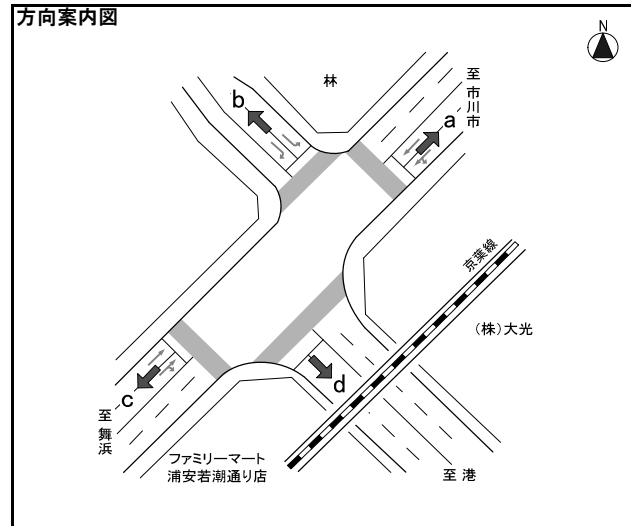 方向案内図
N
林
至市川市
b
a
京葉線
(株)大光
c
d
至舞浜
ファミリーマート
浦安若潮通り店
至港